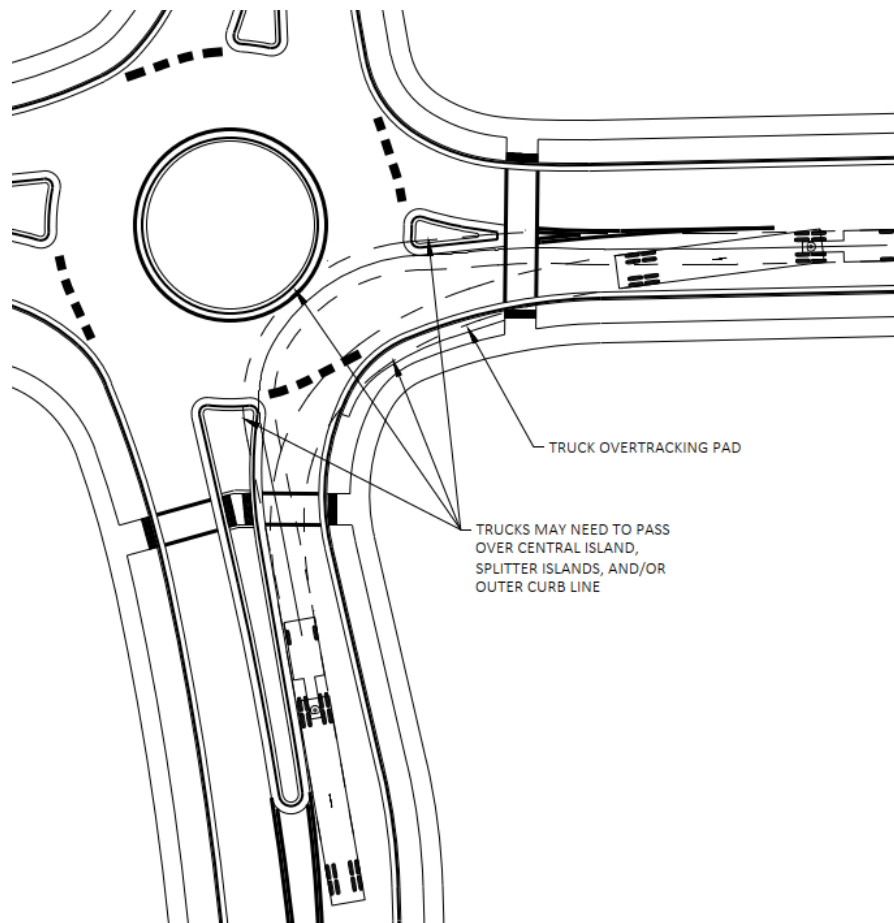 TRUCK OVERTRACKING PAD
TRUCKS MAY NEED TO PASS
OVER CENTRAL ISLAND,
SPLITTER ISLANDS, AND/OR
OUTER CURB LINE